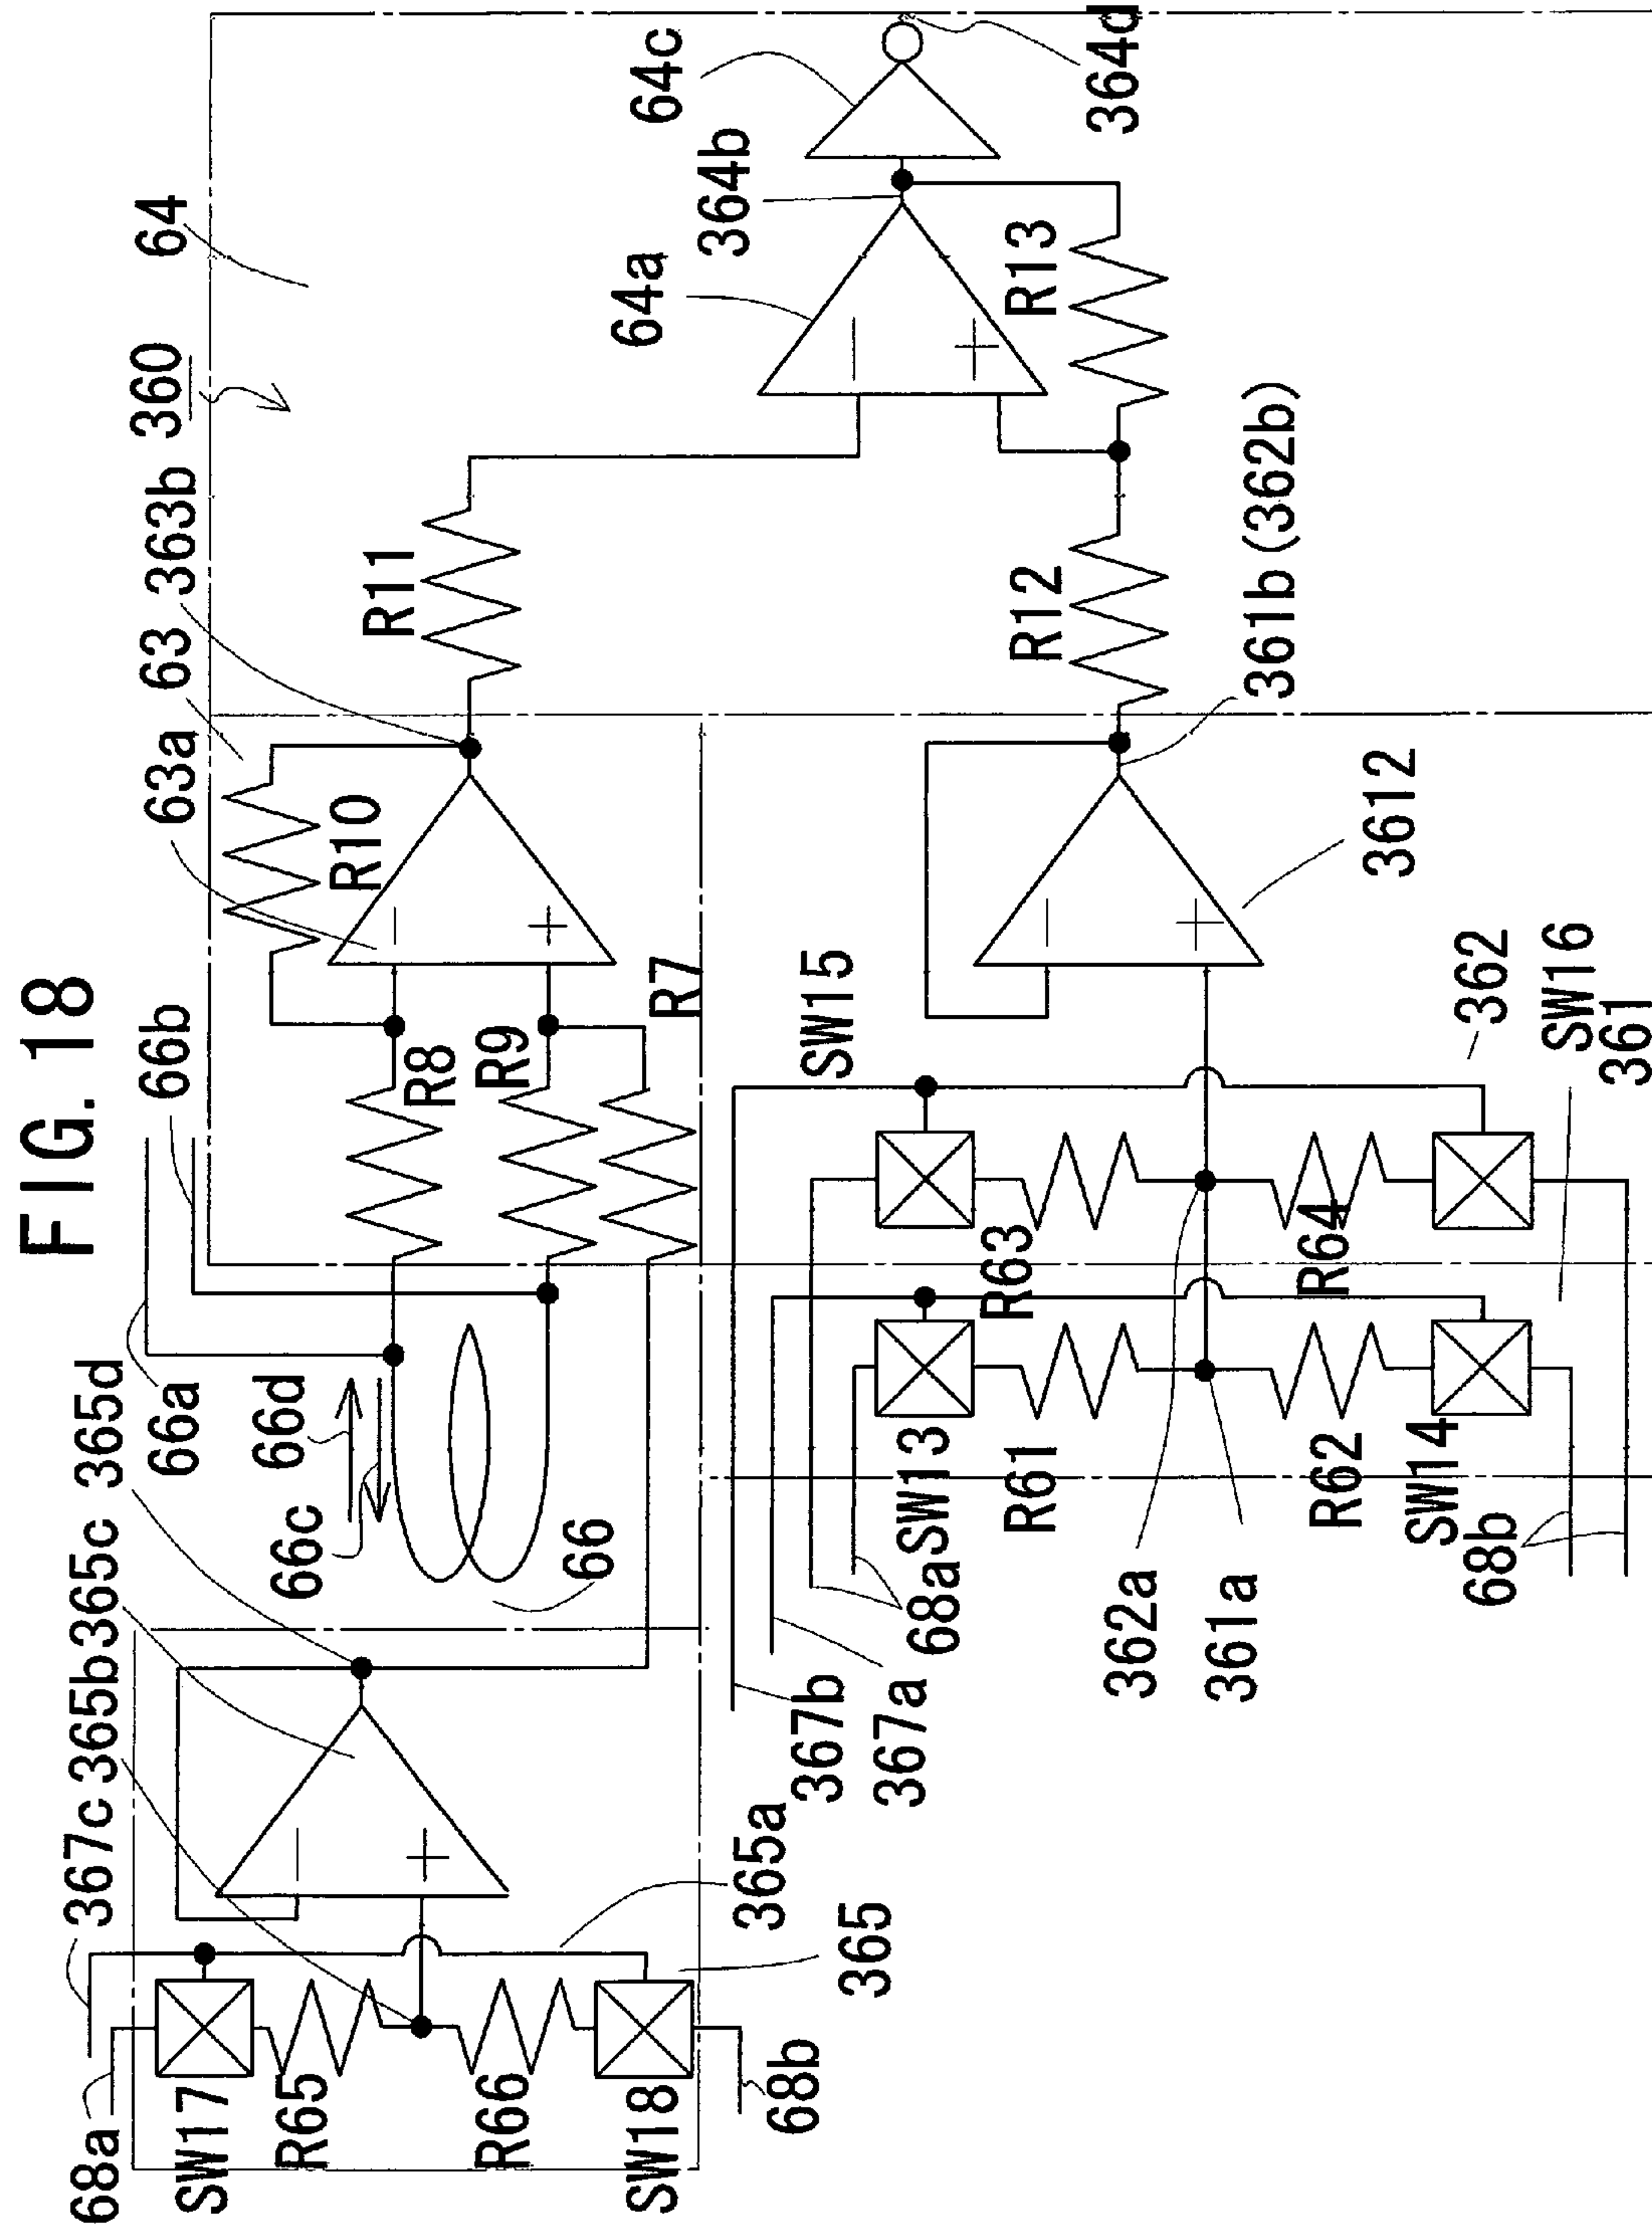 FIG. 18
68a
367c
365b
365c
365d
66a
66b
63a
63
363b
360
64
SW17
R65
R66
SW18
68b
365a
365
66c
66d
66
R8
R9
R7
R10
−
+
−
+
R11
64a
364b
64c
364d
−
+
R13
R12
361b (362b)
3612
−
+
367b
367a
68a
SW13
SW15
R61
R63
362a
361a
R62
R64
SW14
68b
362
SW16
361